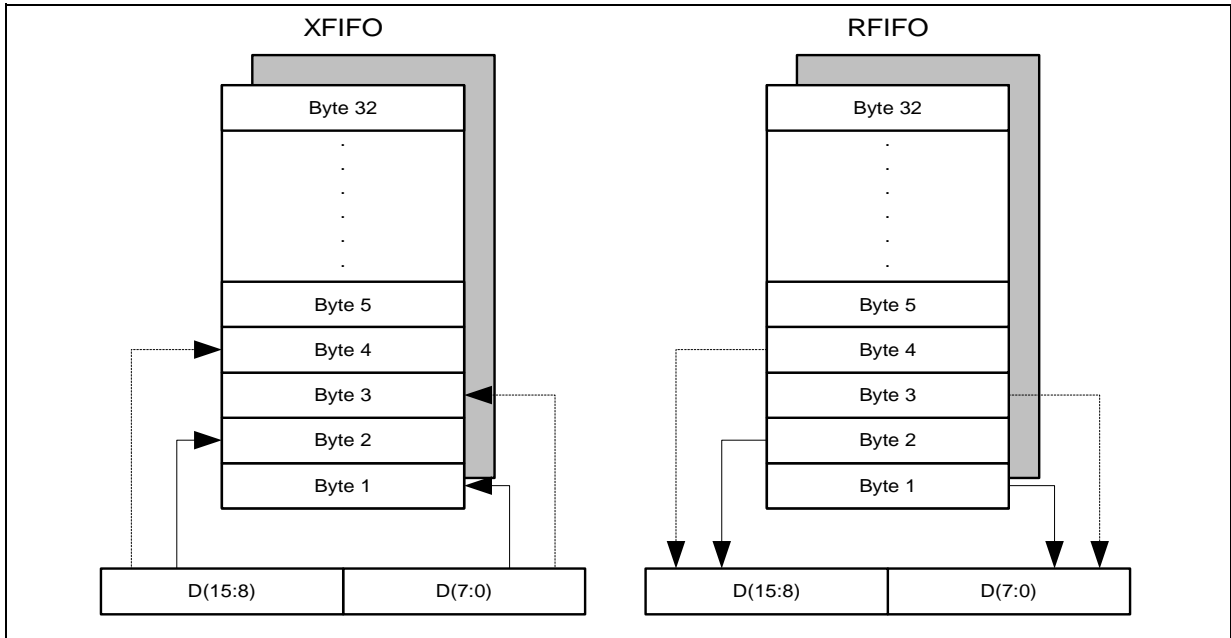 XFIFO
Byte 32
.
.
.
.
.
.
Byte 5
Byte 4
Byte 3
Byte 2
Byte 1
D(15:8) D(7:0)
RFIFO
Byte 32
.
.
.
.
.
.
Byte 5
Byte 4
Byte 3
Byte 2
Byte 1
D(15:8) D(7:0)